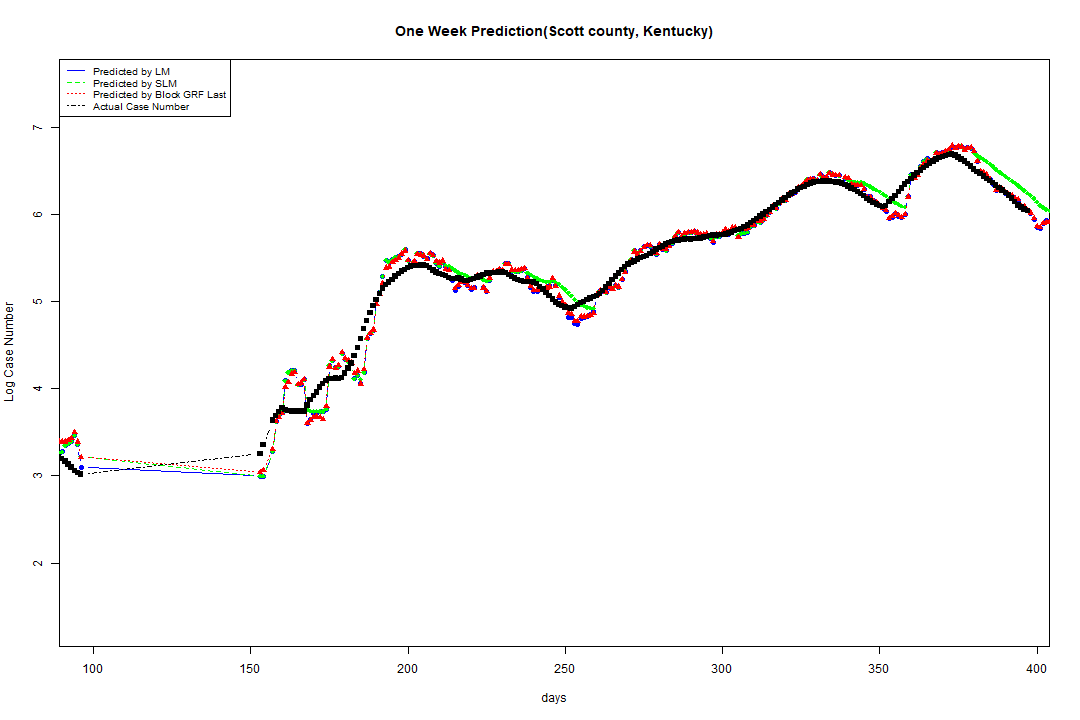 One Week Prediction(Scott county, Kentucky)
Predicted by LM
Predicted by SLM
Predicted by Block GRF Last
Actual Case Number
Log Case Number
7
6
5
4
3
2
100 150 200 250 300 350 400
days